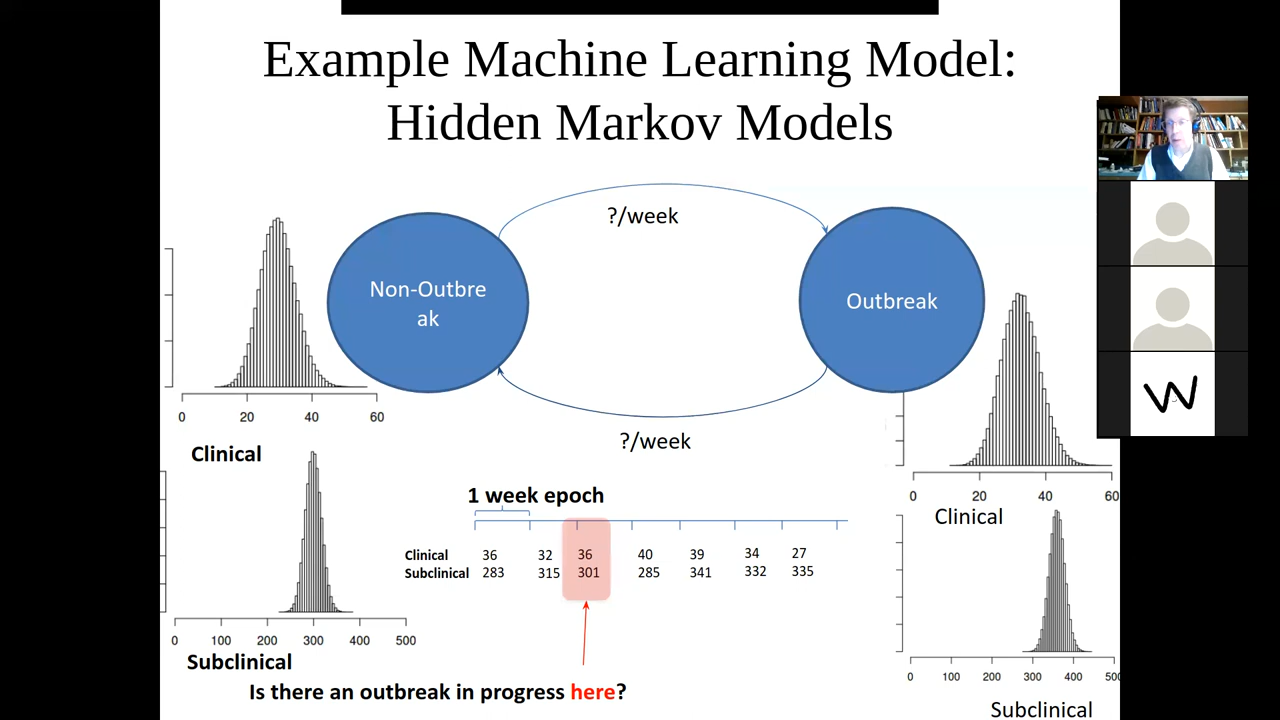 Example Machine Learning Model:
Hidden Markov Models
?/week
Non-Outbre
ak
Outbreak
0 20 40 60
Clinical
?/week
0 20 40 60
Clinical
1 week epoch
Clinical 36 32 36 40 39 34 27
Subclinical 283 315 301 285 341 332 335
0 100 200 300 400 500
Subclinical
0 100 200 300 400 500
Subclinical
Is there an outbreak in progress here?
W